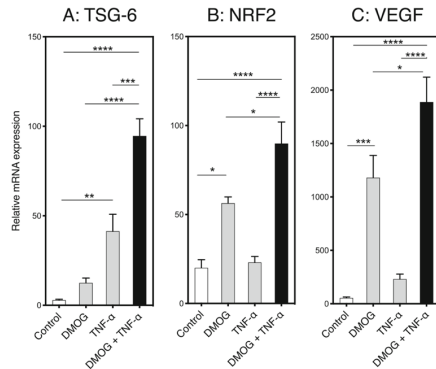 A: TSG-6
B: NRF2
C: VEGF
Relative mRNA expression
150
100
50
0
****
***
****
**
Control
DMOG
TNF-α
DMOG + TNF-α
150
100
50
0
****
****
*
*
Control
DMOG
TNF-α
DMOG + TNF-α
2500
2000
1500
1000
500
0
****
****
*
***
Control
DMOG
TNF-α
DMOG + TNF-α